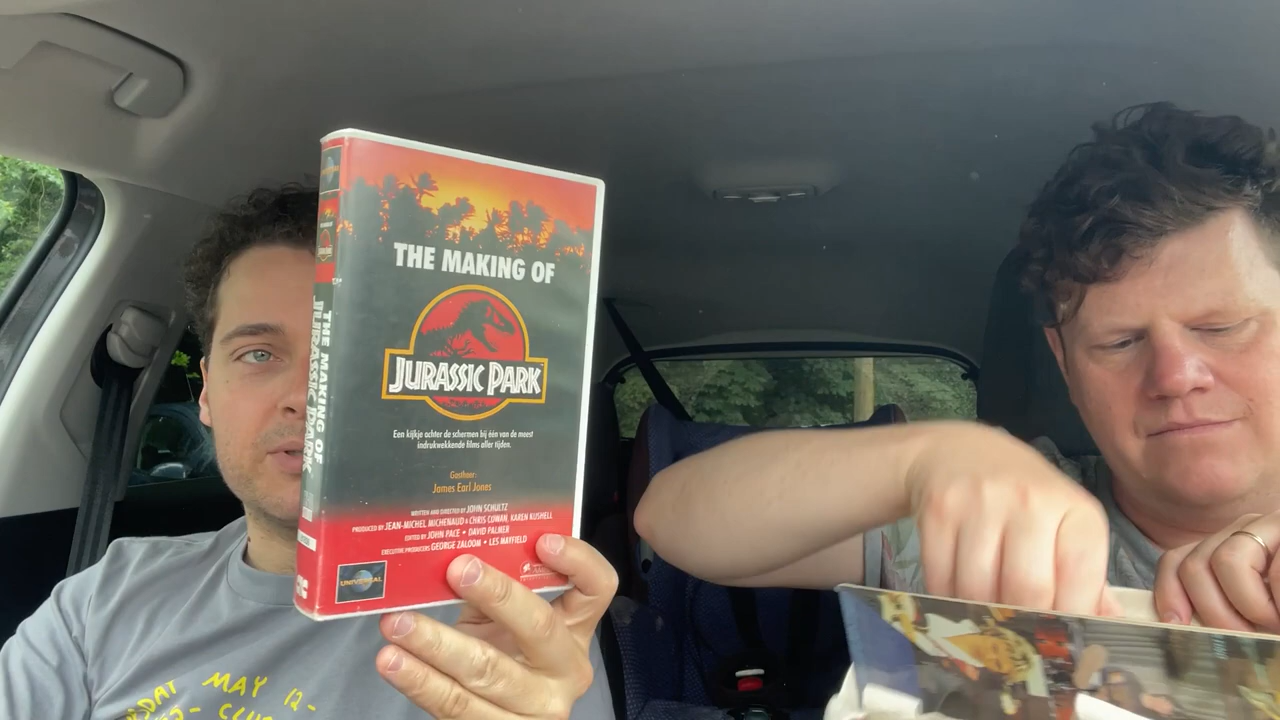 THE MAKING OF
JURASSIC PARK
Een kijkje achter de schermen bij één van de meest
indrukwekkende films aller tijden.
Gastheer:
James Earl Jones
WRITTEN AND DIRECTED BY JOHN SCHULTZ
PRODUCED BY JEAN-MICHEL MICHENAUD & CHRIS COWAN, KAREN KUSHELL
EDITED BY JOHN PACE • DAVID PALMER
EXECUTIVE PRODUCERS GEORGE ZALOOM • LES MAYFIELD
UNIVERSAL
THE MAKING OF
JURASSIC PARK
MAY 12-